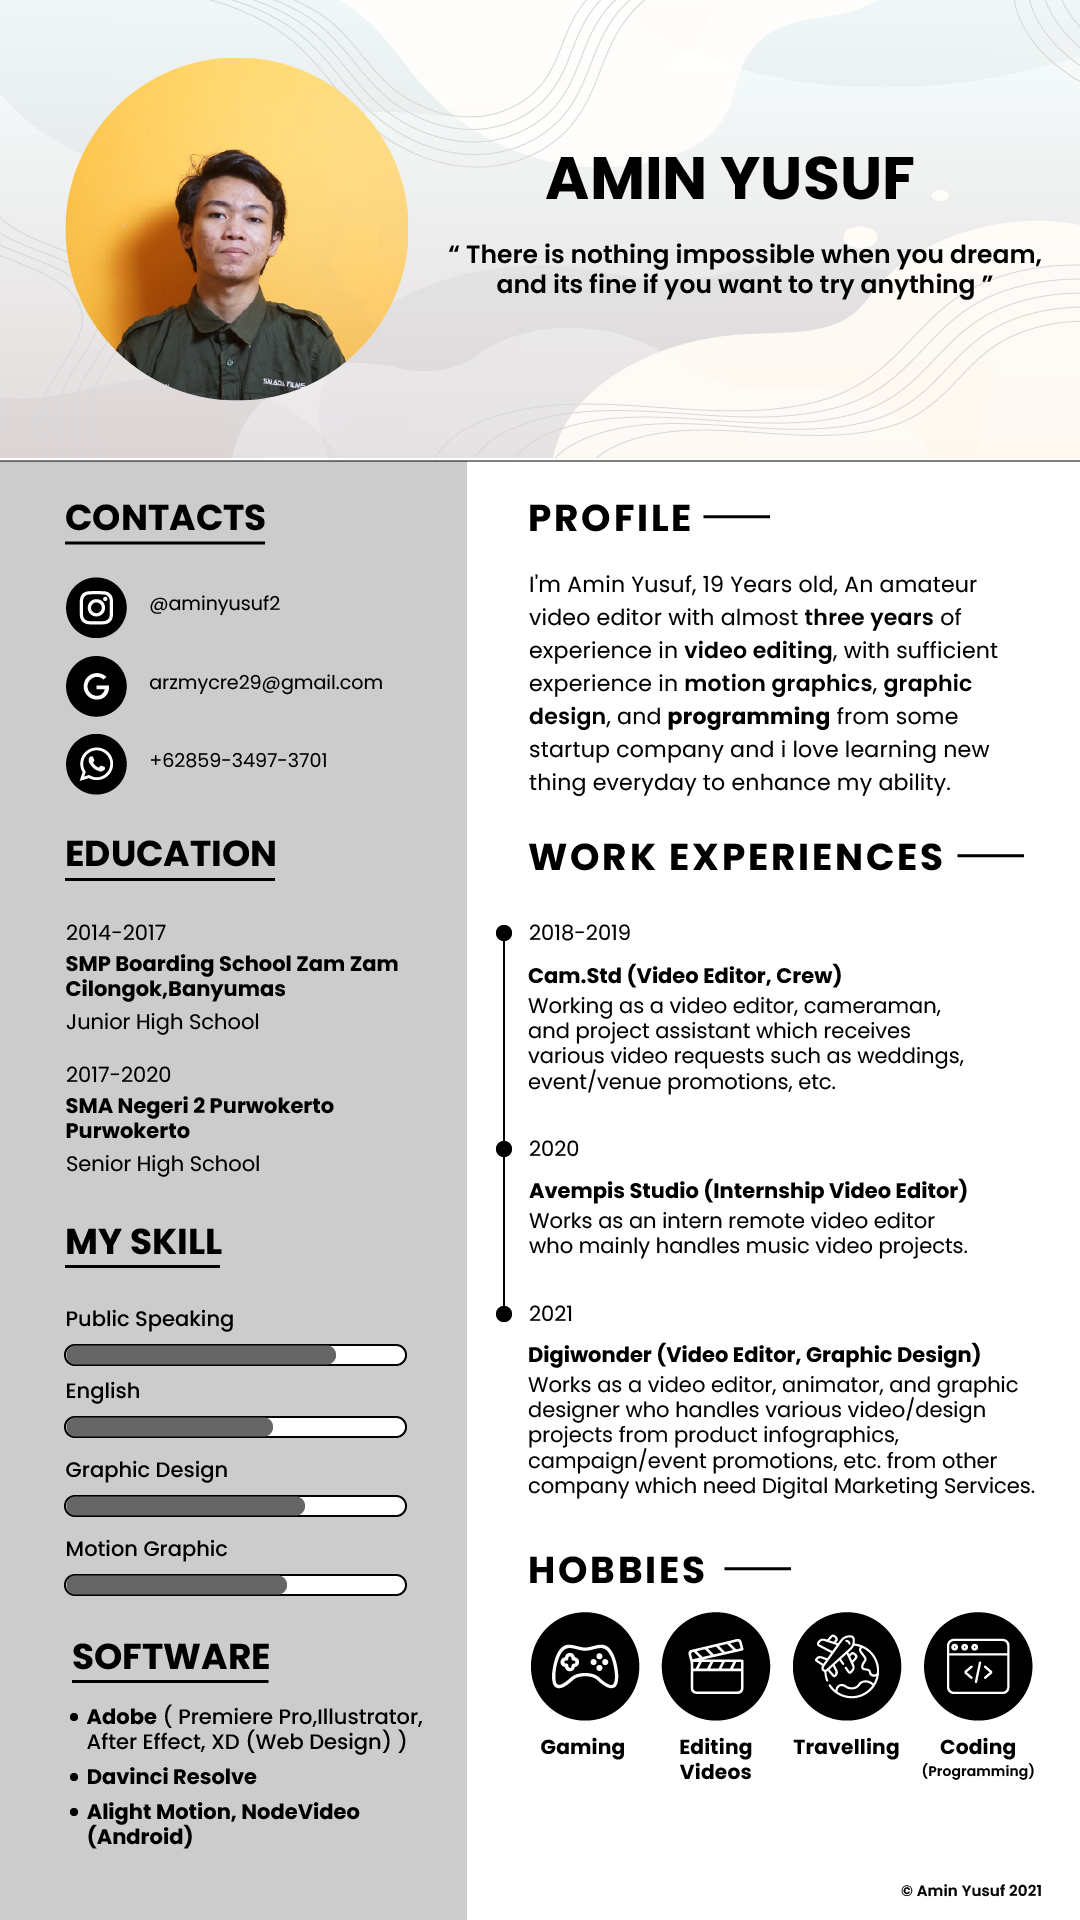 AMIN YUSUF
“ There is nothing impossible when you dream,
and its fine if you want to try anything ”
CONTACTS
@aminyusuf2
arzmycre29@gmail.com
+62859-3497-3701
EDUCATION
2014-2017
SMP Boarding School Zam Zam
Cilongok,Banyumas
Junior High School
2017-2020
SMA Negeri 2 Purwokerto
Purwokerto
Senior High School
MY SKILL
Public Speaking
English
Graphic Design
Motion Graphic
SOFTWARE
• Adobe ( Premiere Pro,Illustrator,
After Effect, XD (Web Design) )
• Davinci Resolve
• Alight Motion, NodeVideo
(Android)
PROFILE
I'm Amin Yusuf, 19 Years old, An amateur
video editor with almost three years of
experience in video editing, with sufficient
experience in motion graphics, graphic
design, and programming from some
startup company and i love learning new
thing everyday to enhance my ability.
WORK EXPERIENCES
2018-2019
Cam.Std (Video Editor, Crew)
Working as a video editor, cameraman,
and project assistant which receives
various video requests such as weddings,
event/venue promotions, etc.
2020
Avempis Studio (Internship Video Editor)
Works as an intern remote video editor
who mainly handles music video projects.
2021
Digiwonder (Video Editor, Graphic Design)
Works as a video editor, animator, and graphic
designer who handles various video/design
projects from product infographics,
campaign/event promotions, etc. from other
company which need Digital Marketing Services.
HOBBIES
Gaming
Editing
Videos
Travelling
Coding
(Programming)
© Amin Yusuf 2021